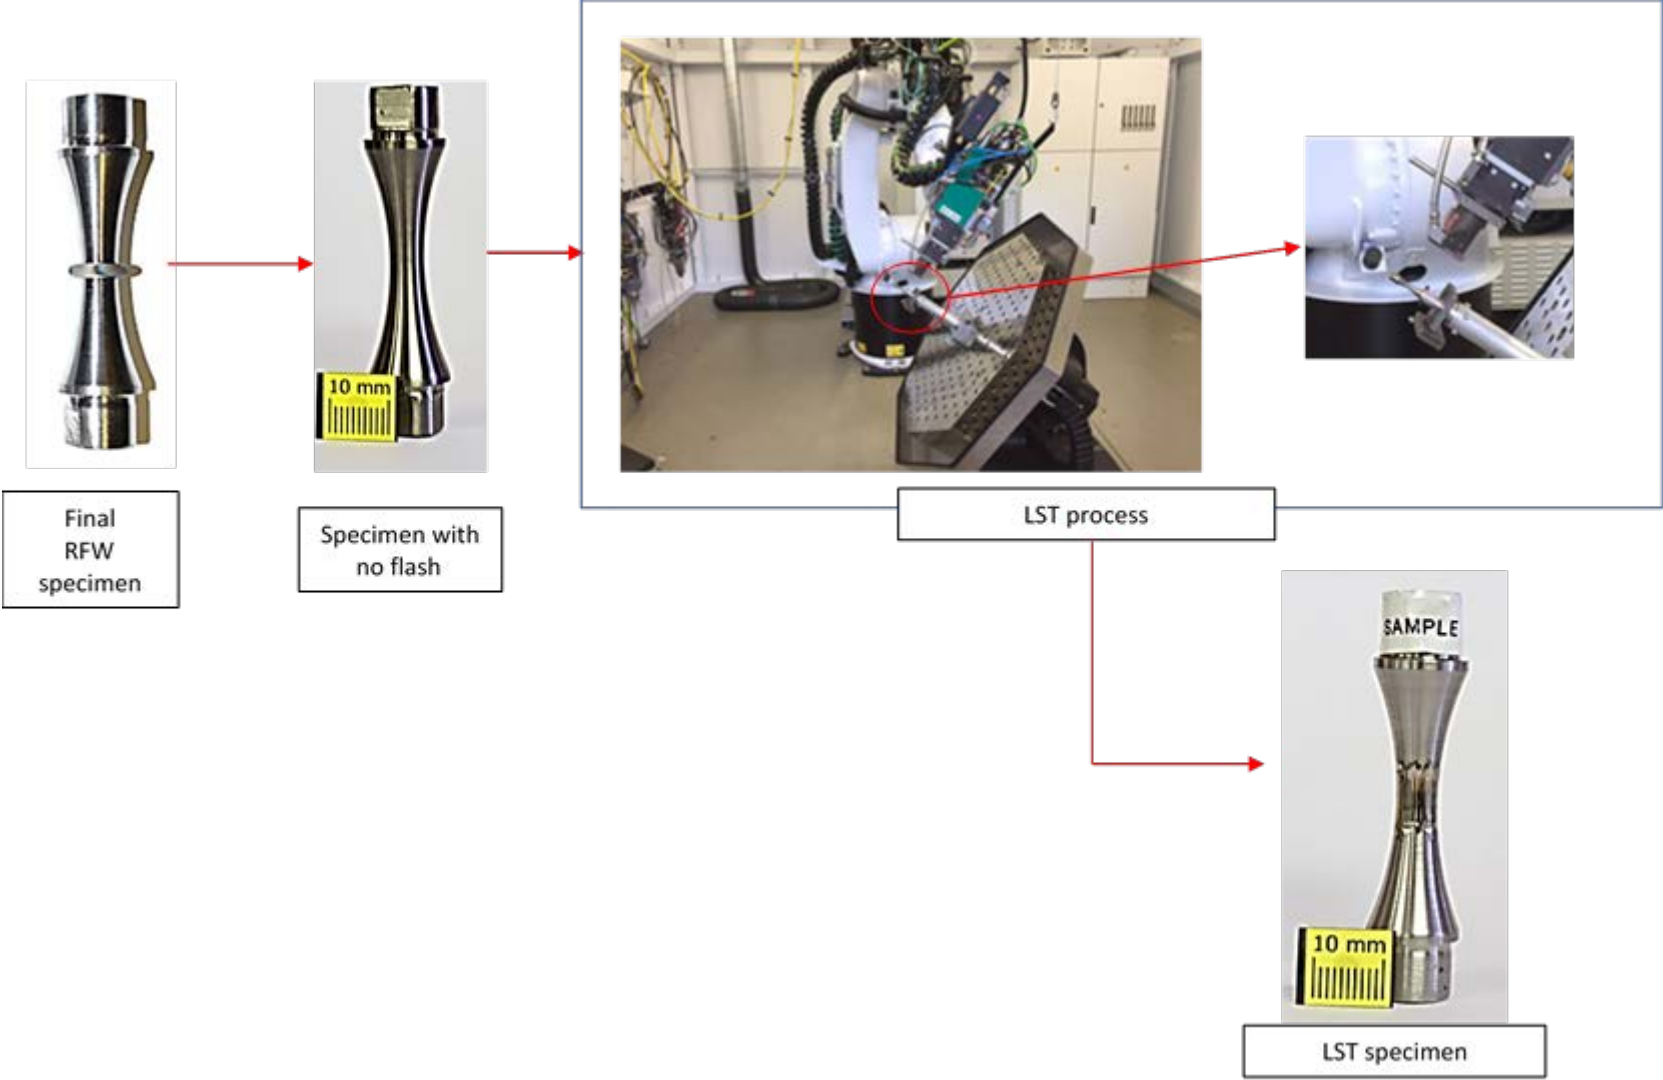 10 mm
Final
RFW
specimen
Specimen with
no flash
LST process
SAMPLE
10 mm
LST specimen